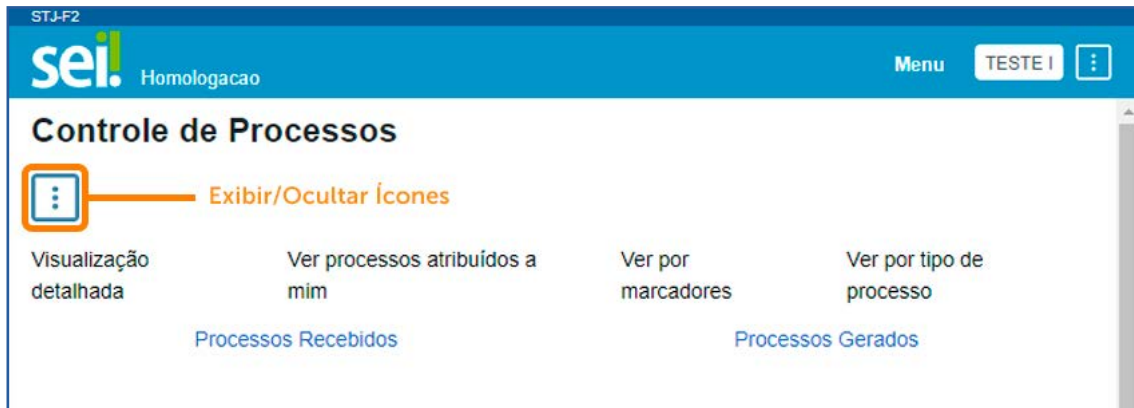 STJ-F2
sei! Homologacao
Menu TESTE I
Controle de Processos
Exibir/Ocultar Ícones
Visualização detalhada
Ver processos atribuídos a mim
Ver por marcadores
Ver por tipo de processo
Processos Recebidos
Processos Gerados